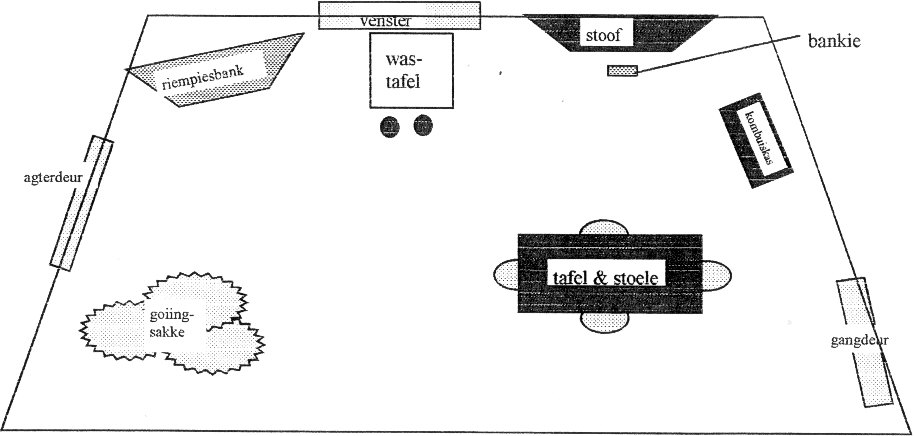 venster
stoof
bankie
was-
tafel
riempiesbank
kombuiskas
agterdeur
tafel & stoele
goiing-
sakke
gangdeur